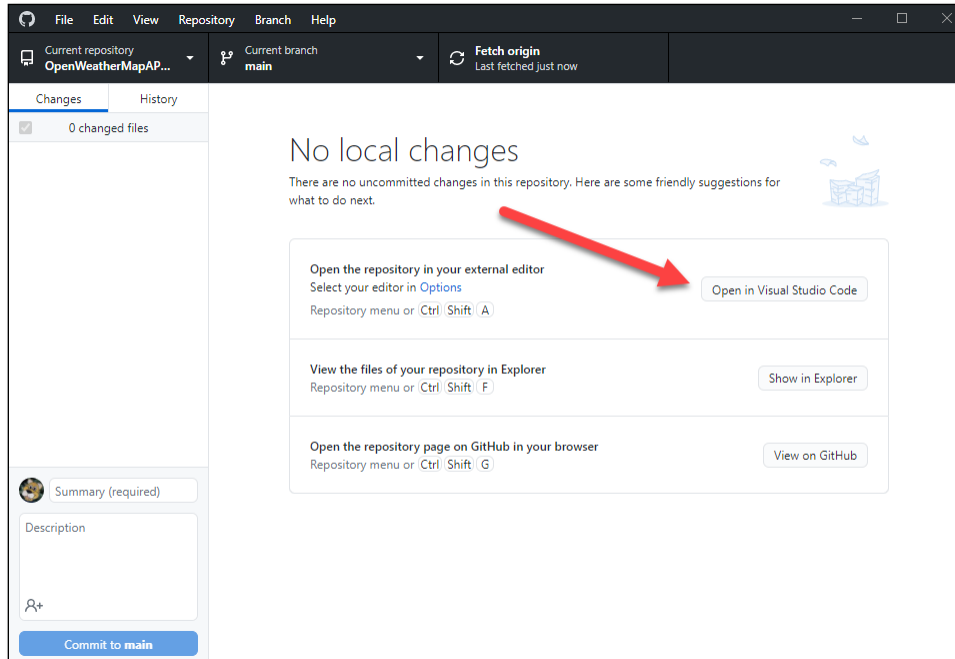 File Edit View Repository Branch Help
Current repository
OpenWeatherMapAP...
Current branch
main
Fetch origin
Last fetched just now
Changes
History
0 changed files
No local changes
There are no uncommitted changes in this repository. Here are some friendly suggestions for
what to do next.
Open the repository in your external editor
Select your editor in Options
Repository menu or Ctrl Shift A
Open in Visual Studio Code
View the files of your repository in Explorer
Repository menu or Ctrl Shift F
Show in Explorer
Open the repository page on GitHub in your browser
Repository menu or Ctrl Shift G
View on GitHub
Summary (required)
Description
Commit to main